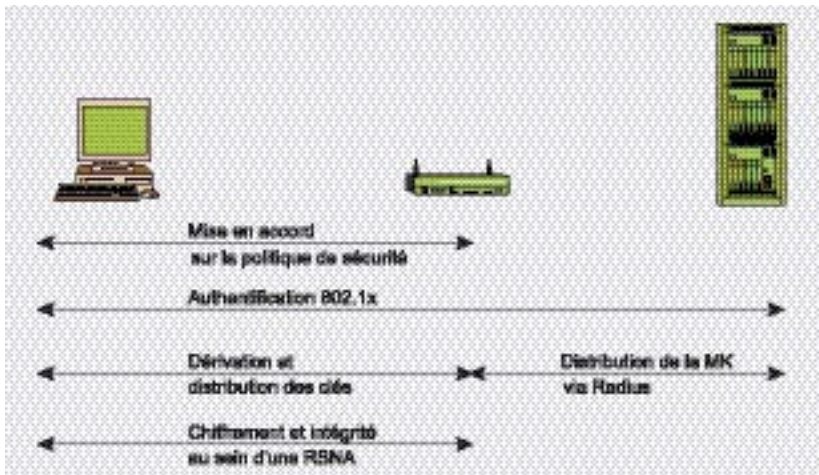 Mise en accord
sur la politique de sécurité
Authentification 802.1x
Dérivation et
distribution des clés
Distribution de la MK
via Radius
Chiffrement et intégrité
au sein d'une RSNA